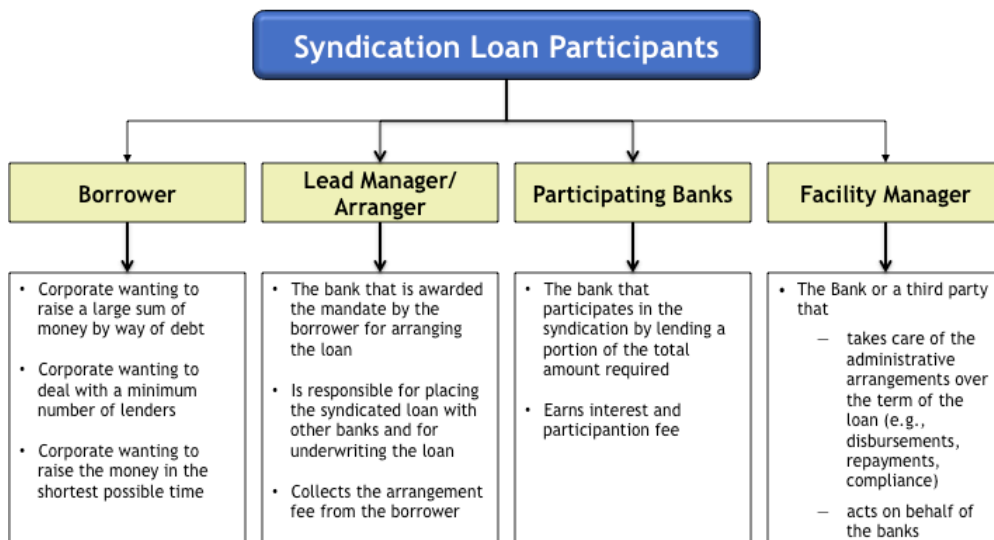 Syndication Loan Participants
Borrower
Lead Manager/
Arranger
Participating Banks
Facility Manager
• Corporate wanting to
raise a large sum of
money by way of debt
• Corporate wanting to
deal with a minimum
number of lenders
• Corporate wanting to
raise the money in the
shortest possible time
• The bank that is awarded
the mandate by the
borrower for arranging
the loan
• Is responsible for placing
the syndicated loan with
other banks and for
underwriting the loan
• Collects the arrangement
fee from the borrower
• The bank that
participates in the
syndication by lending a
portion of the total
amount required
• Earns interest and
participantion fee
• The Bank or a third party
that
— takes care of the
administrative
arrangements over
the term of the
loan (e.g.,
disbursements,
repayments,
compliance)
— acts on behalf of
the banks